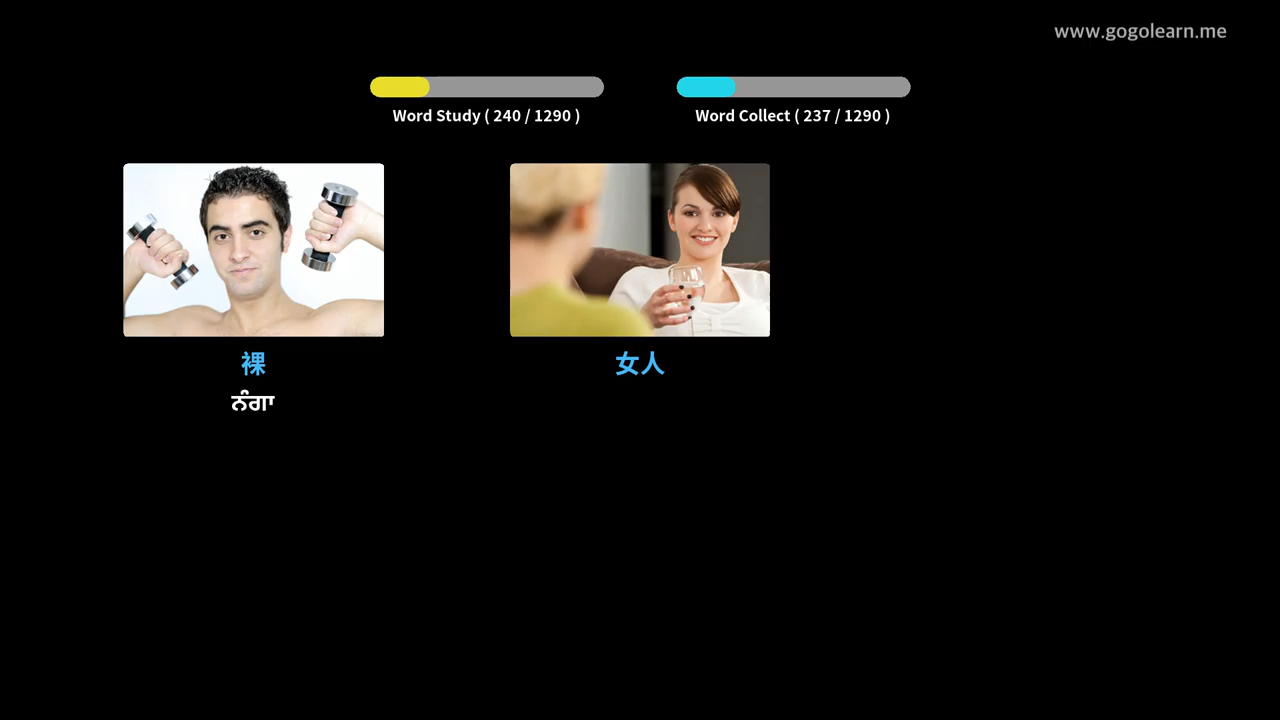 www.gogolearn.me
Word Study ( 240 / 1290 )
Word Collect ( 237 / 1290 )
裸
ਨੰਗਾ
女人